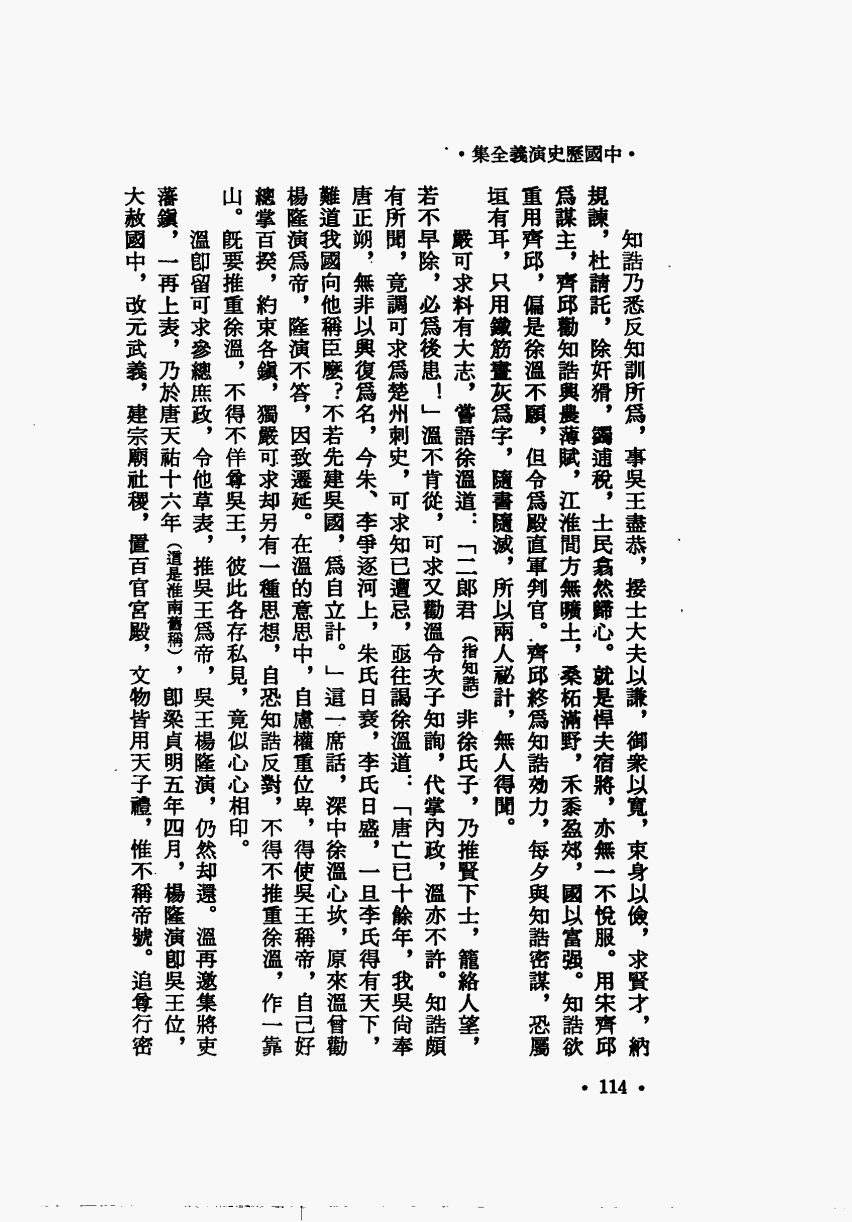 •中國歷史演義全集•
知誥乃悉反知訓所爲，事吳王盡恭，接士大夫以謙，御衆以寬，束身以儉，求賢才，納
規諫，杜請託，除奸猾，蠲逋稅，士民翕然歸心。就是悍夫宿將，亦無一不悅服。用宋齊邱
爲謀主，齊邱勸知誥興農薄賦，江淮間方無曠土，桑柘滿野，禾黍盈郊，國以富强。知誥欲
重用齊邱，偏是徐溫不願，但令爲殿直軍判官。齊邱終爲知誥効力，每夕與知誥密謀，恐屬
垣有耳，只用鐵筋畫灰爲字，隨書隨滅，所以兩人祕計，無人得聞。
嚴可求料有大志，嘗語徐溫道：「二郎君（指知誥）非徐氏子，乃推賢下士，籠絡人望，
若不早除，必爲後患！」溫不肯從，可求又勸溫令次子知詢，代掌內政，溫亦不許。知誥頗
有所聞，竟調可求爲楚州刺史，可求知已遭忌，亟往謁徐溫道：「唐亡已十餘年，我吳尙奉
唐正朔，無非以興復爲名，今朱、李爭逐河上，朱氏日衰，李氏日盛，一旦李氏得有天下，
難道我國向他稱臣麼？不若先建吳國，爲自立計。」這一席話，深中徐溫心坎，原來溫曾勸
楊隆演爲帝，隆演不答，因致遷延。在溫的意思中，自慮權重位卑，得使吳王稱帝，自己好
總掌百揆，約束各鎭，獨嚴可求却另有一種思想，自恐知誥反對，不得不推重徐溫，作一靠
山。旣要推重徐溫，不得不佯尊吳王，彼此各存私見，竟似心心相印。
溫卽留可求參總庶政，令他草表，推吳王爲帝，吳王楊隆演，仍然却還。溫再邀集將吏
藩鎭，一再上表，乃於唐天祐十六年（這是淮南舊稱），卽梁貞明五年四月，楊隆演卽吳王位，
大赦國中，改元武義，建宗廟社稷，置百官宮殿，文物皆用天子禮，惟不稱帝號。追尊行密
•114•